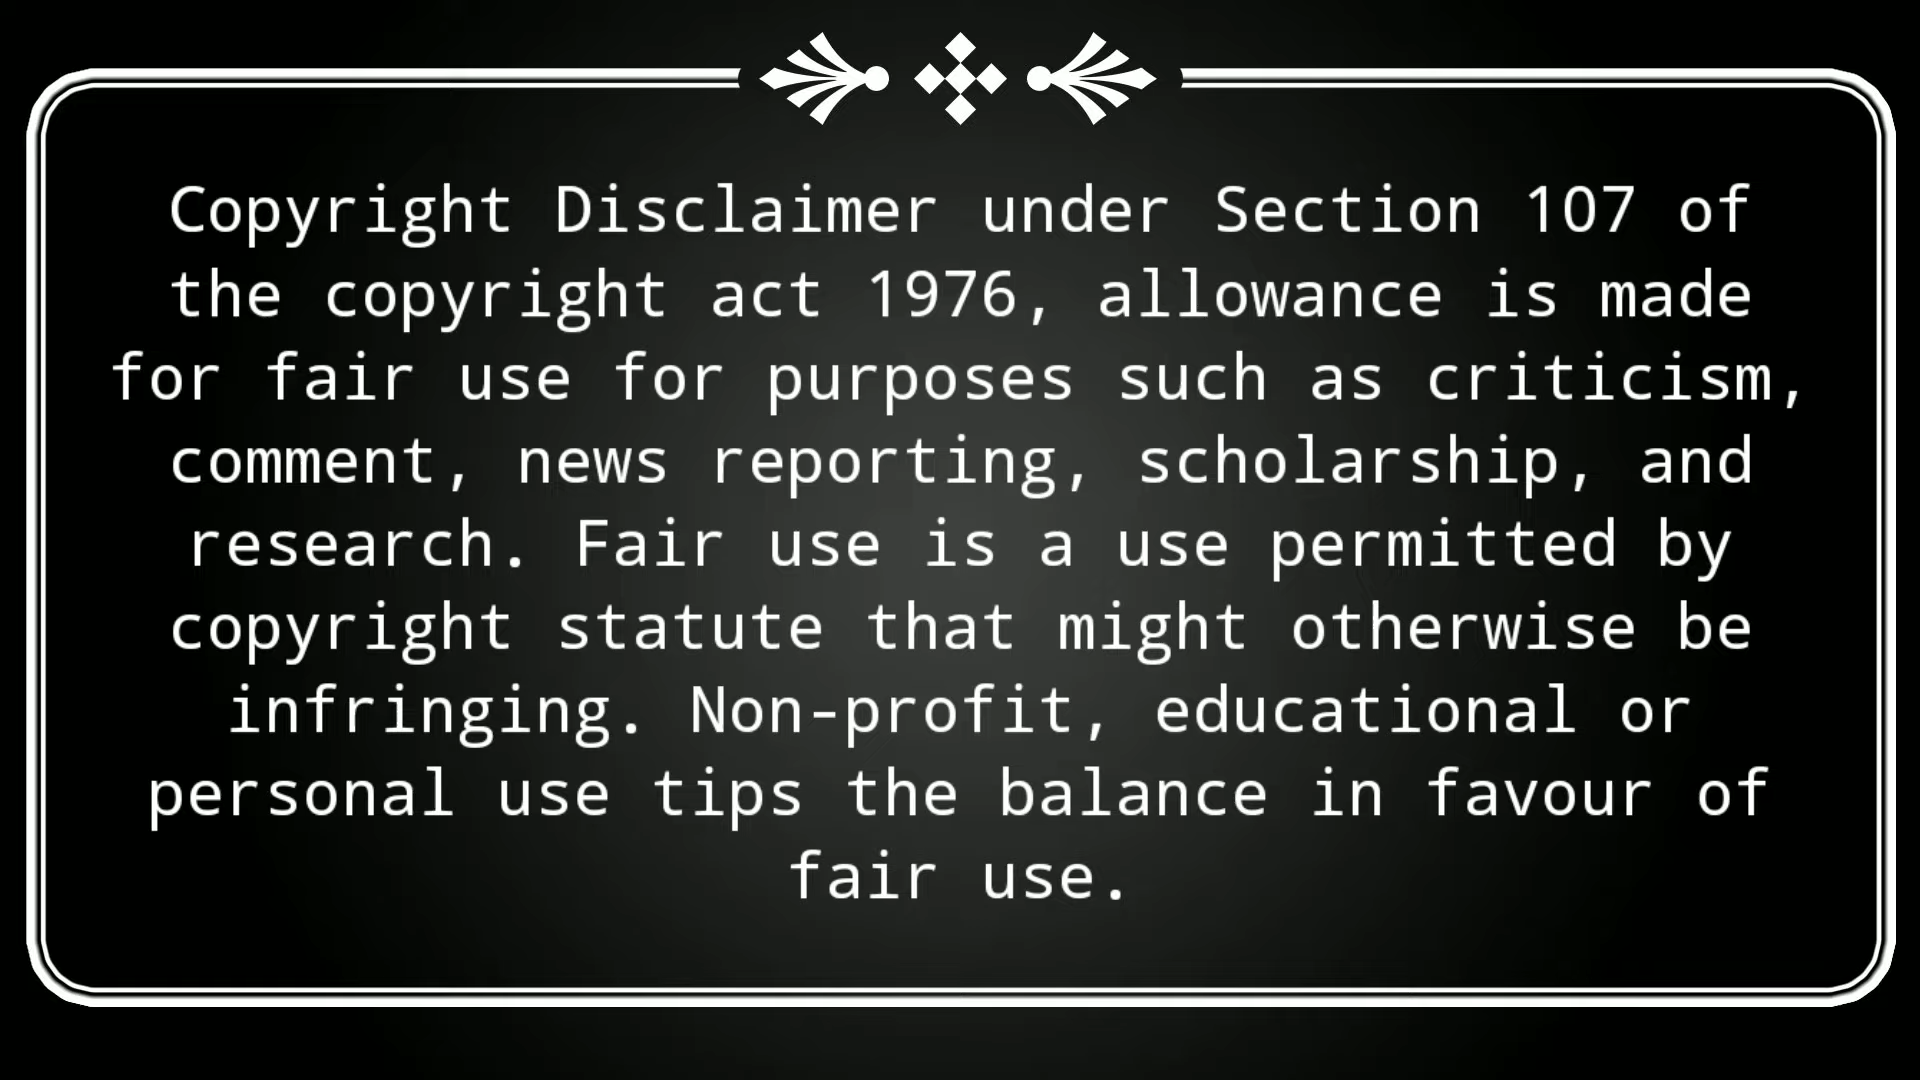 Copyright Disclaimer under Section 107 of
the copyright act 1976, allowance is made
for fair use for purposes such as criticism,
comment, news reporting, scholarship, and
research. Fair use is a use permitted by
copyright statute that might otherwise be
infringing. Non-profit, educational or
personal use tips the balance in favour of
fair use.